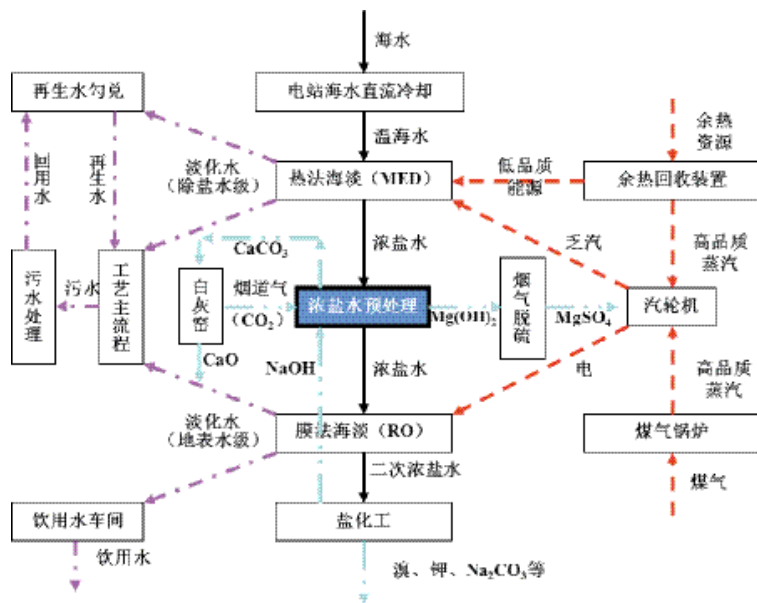 海水
再生水勾兑
电站海水直流冷却
余热
资源
温海水
淡化水
（除盐水级）
热法海淡（MED）
低品质
能源
余热回收装置
回用水
再生水
CaCO₃
浓盐水
乏汽
高品质
蒸汽
污水处理
污水
工艺主流程
白灰窑
烟道气
（CO₂）
浓盐水预处理
Mg(OH)₂
烟气脱硫
MgSO₄
汽轮机
CaO
NaOH
浓盐水
电
高品质
蒸汽
淡化水
（地表水级）
膜法海淡（RO）
煤气锅炉
二次浓盐水
煤气
饮用水车间
盐化工
饮用水
溴、钾、Na₂CO₃等